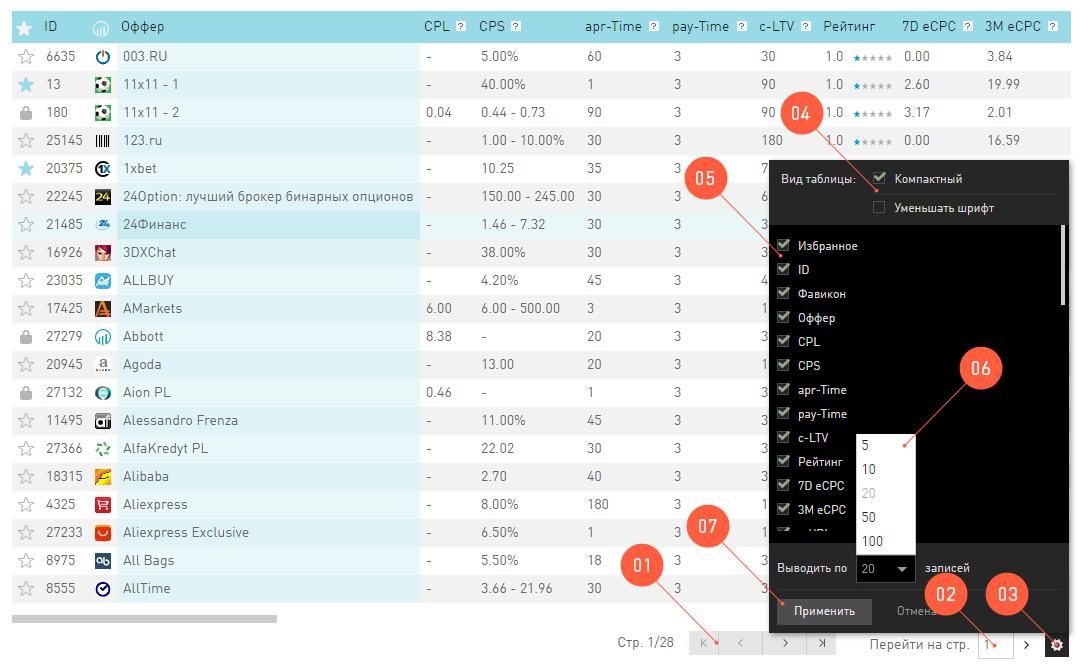 ID Оффер CPL ? CPS ? apr-Time ? pay-Time ? c-LTV ? Рейтинг 7D eCPC ? 3M eCPC ?
6635 003.RU - 5.00% 60 3 30 1.0 0.00 3.84
13 11x11 - 1 - 40.00% 1 3 90 1.0 2.60 19.99
180 11x11 - 2 0.04 0.44 - 0.73 90 3 90 04 1.0 3.17 2.01
25145 123.ru - 1.00 - 10.00% 30 3 180 1.0 0.00 16.59
20375 1X 1xbet - 10.25 35 3 7
22245 24 24Option: лучший брокер бинарных опционов - 150.00 - 245.00 30 3 6
21485 24 24Финанс - 1.46 - 7.32 30 3 3
16926 3DXChat - 38.00% 30 3 3
23035 ALLBUY - 4.20% 45 3 4
17425 AMarkets 6.00 6.00 - 500.00 3 3 1
27279 Abbott 8.38 - 20 3 3
20945 a Agoda - 13.00 20 3 1
27132 Aion PL 0.46 - 1 3 3
11495 af Alessandro Frenza - 11.00% 45 3 1
27366 AlfaKredyt PL - 22.02 30 3 3
18315 Alibaba - 2.70 40 3 1
4325 Aliexpress - 8.00% 180 3 1
27233 Aliexpress Exclusive - 6.50% 1 3 1
8975 ab All Bags - 5.50% 18 3 3
8555 AllTime - 3.66 - 21.96 30 3 3
05
Вид таблицы: Компактный
Уменьшать шрифт
Избранное
ID
Фавикон
Оффер
CPL
CPS
06
apr-Time
pay-Time
c-LTV
Рейтинг
7D eCPC
3M eCPC
5
10
20
50
100
07
01
Выводить по 20 записей
02
03
Применить Отмена
Стр. 1/28 Перейти на стр. 1